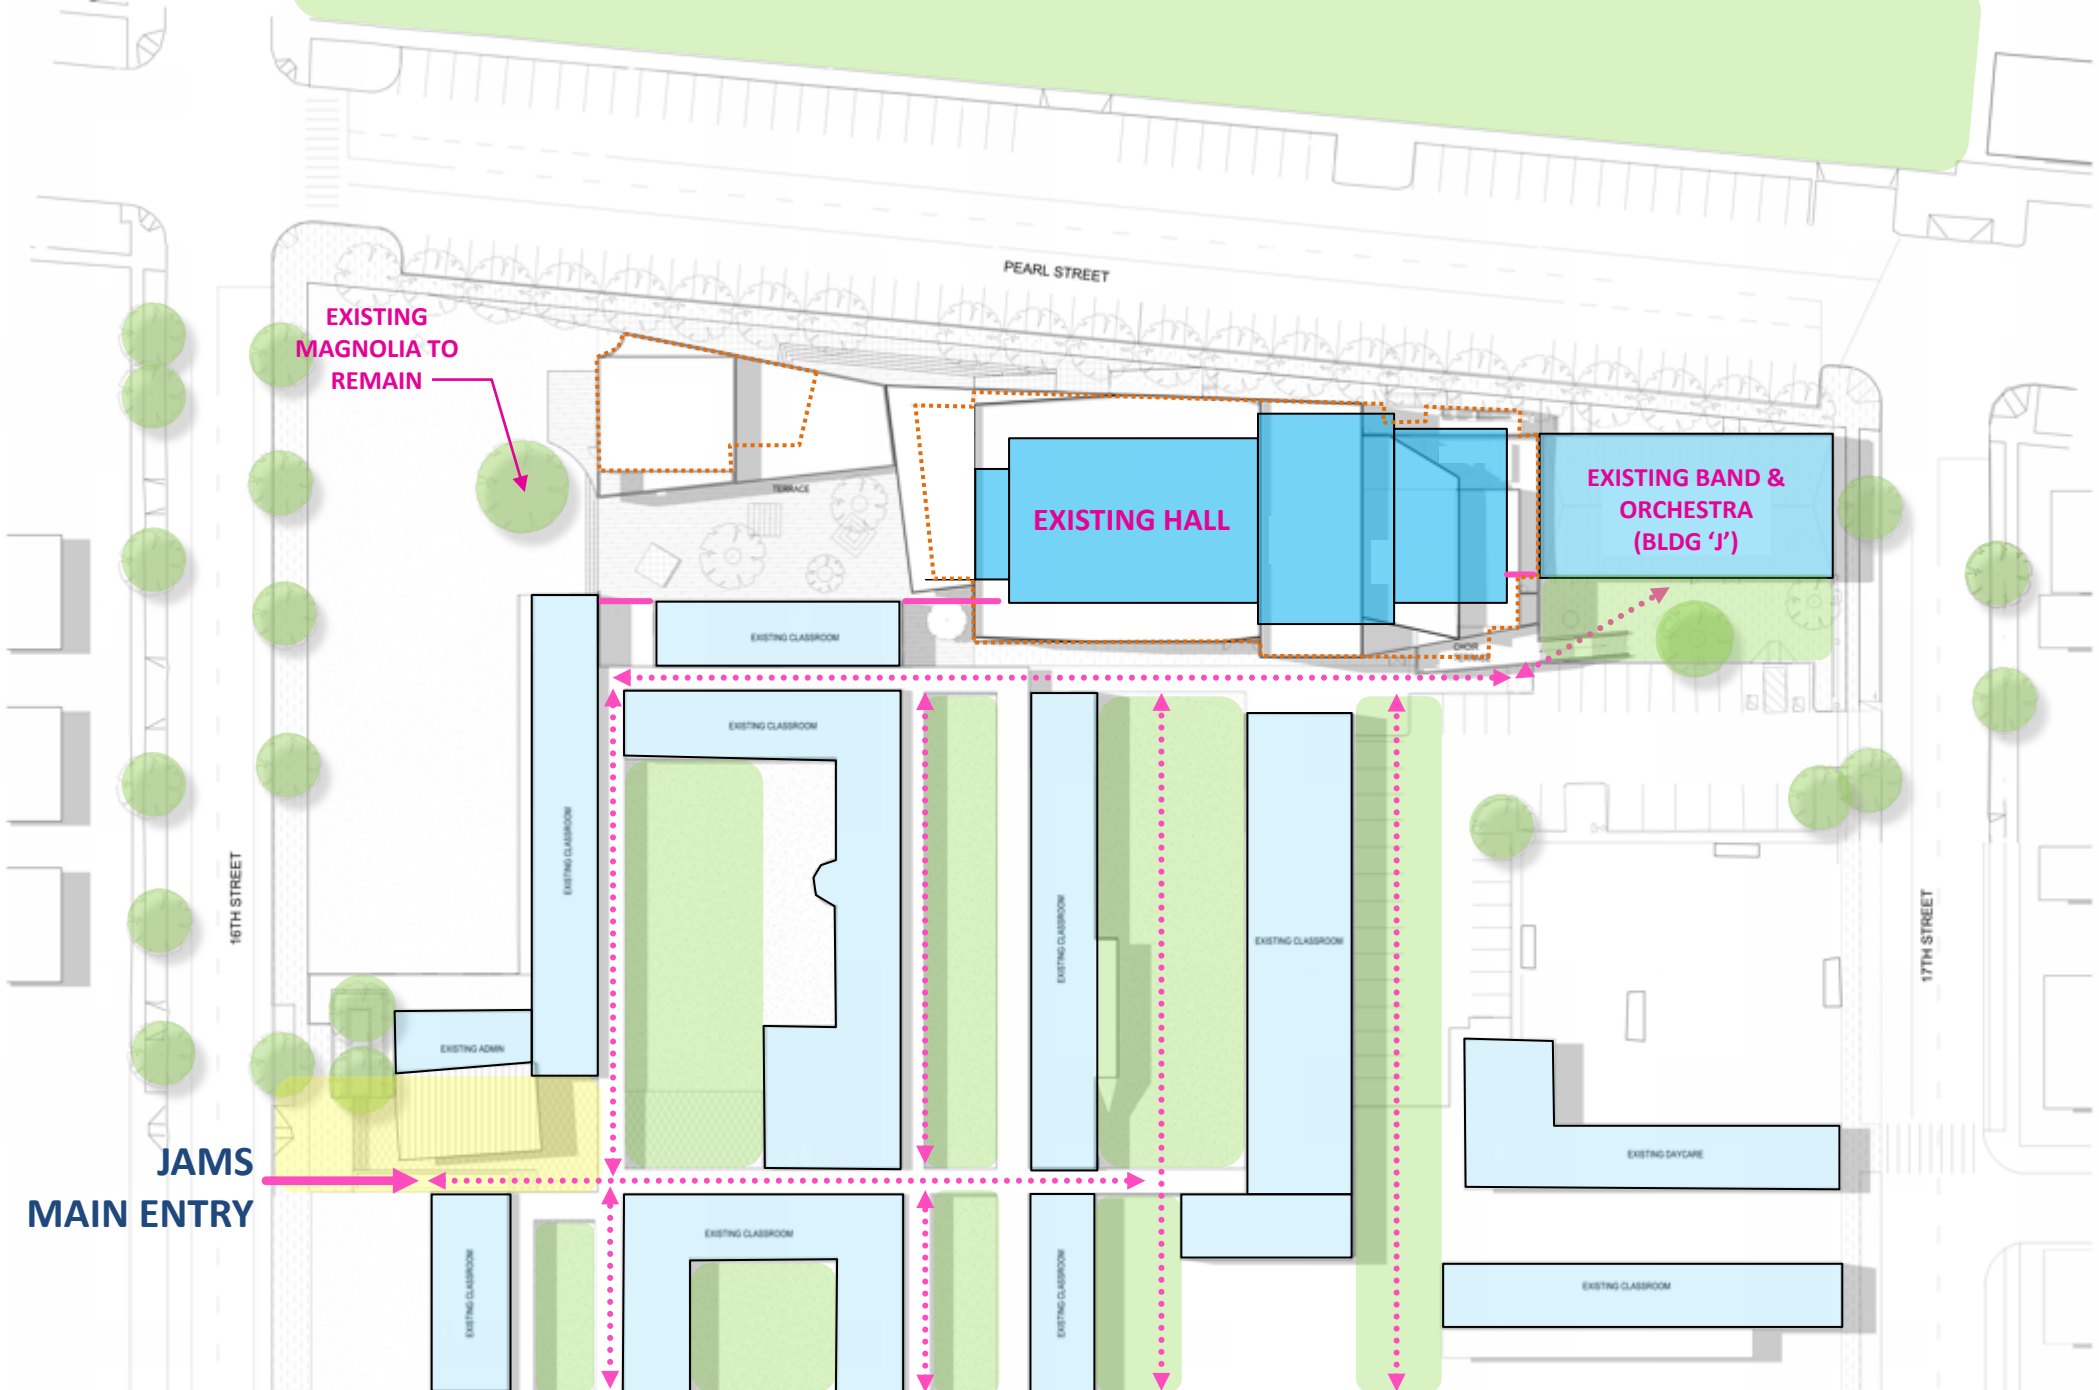 PEARL STREET
EXISTING
MAGNOLIA TO
REMAIN
TERRACE
EXISTING HALL
EXISTING BAND &
ORCHESTRA
(BLDG ‘J’)
EXISTING CLASSROOM
CHOIR
EXISTING CLASSROOM
EXISTING CLASSROOM
EXISTING CLASSROOM
EXISTING CLASSROOM
16TH STREET
17TH STREET
EXISTING ADMIN
JAMS
MAIN ENTRY
EXISTING DAYCARE
EXISTING CLASSROOM
EXISTING CLASSROOM
EXISTING CLASSROOM
EXISTING CLASSROOM